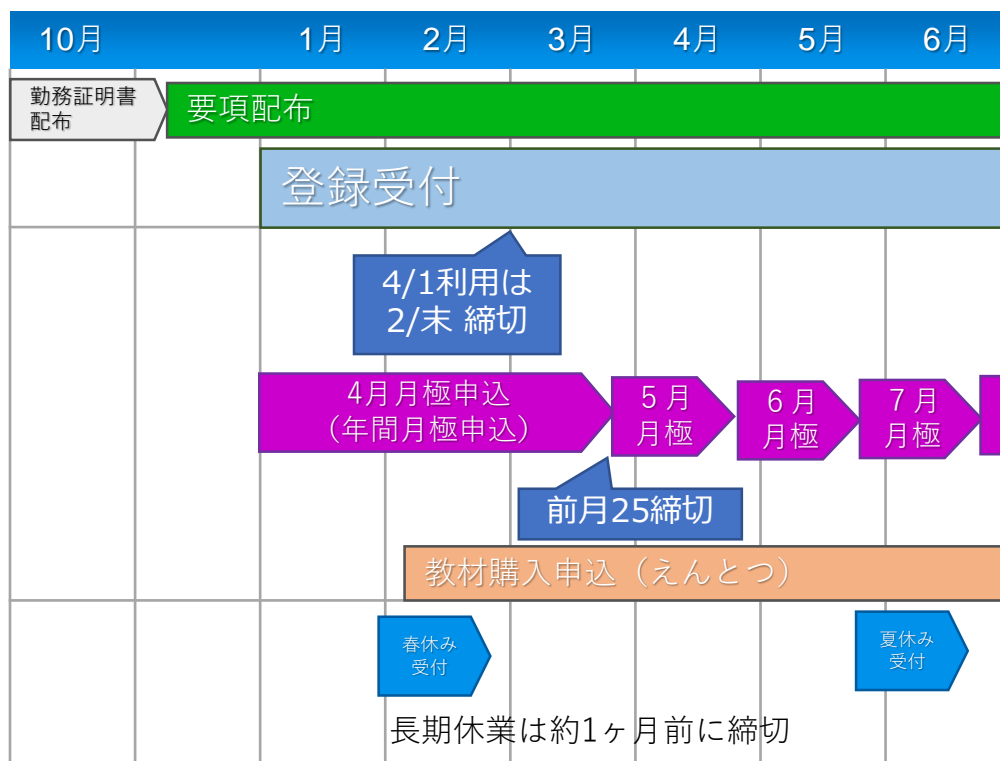 10月 1月 2月 3月 4月 5月 6月
勤務証明書
配布
要項配布
登録受付
4/1利用は
2/末 締切
4月月極申込
（年間月極申込）
5月
月極
6月
月極
7月
月極
前月25締切
教材購入申込（えんとつ）
春休み
受付
夏休み
受付
長期休業は約1ヶ月前に締切